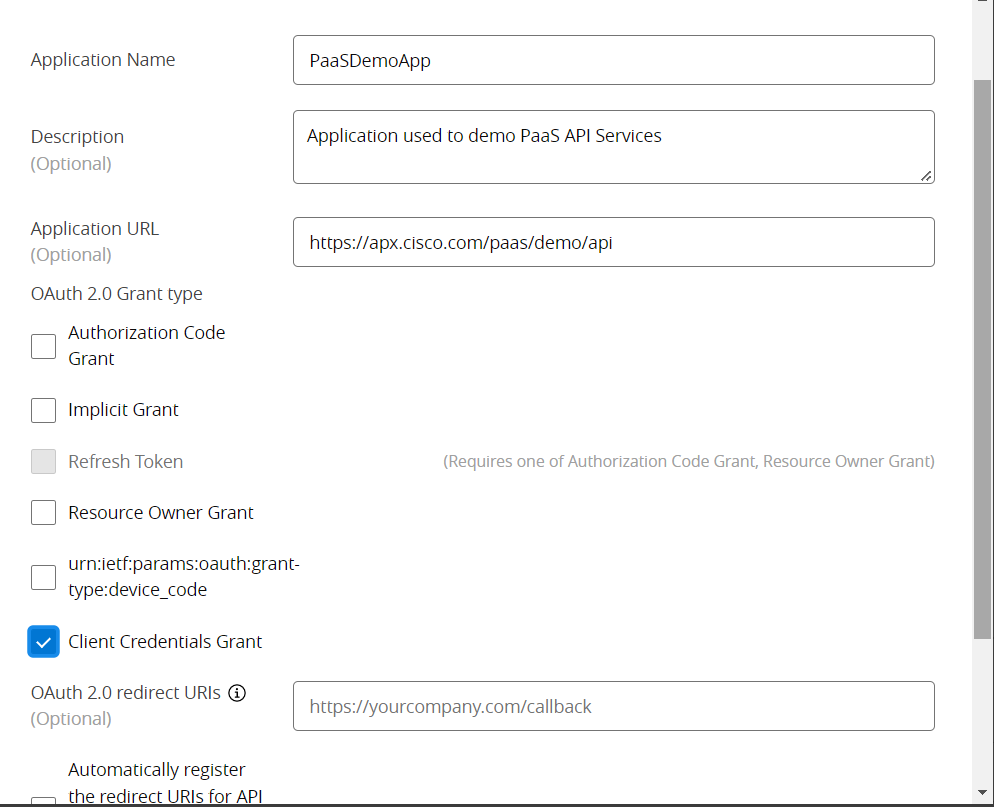 Application Name
PaaSDemoApp
Description
(Optional)
Application used to demo PaaS API Services
Application URL
(Optional)
https://apx.cisco.com/paas/demo/api
OAuth 2.0 Grant type
Authorization Code
Grant
Implicit Grant
Refresh Token
(Requires one of Authorization Code Grant, Resource Owner Grant)
Resource Owner Grant
urn:ietf:params:oauth:grant-
type:device_code
Client Credentials Grant
OAuth 2.0 redirect URIs
(Optional)
https://yourcompany.com/callback
Automatically register
the redirect URIs for API